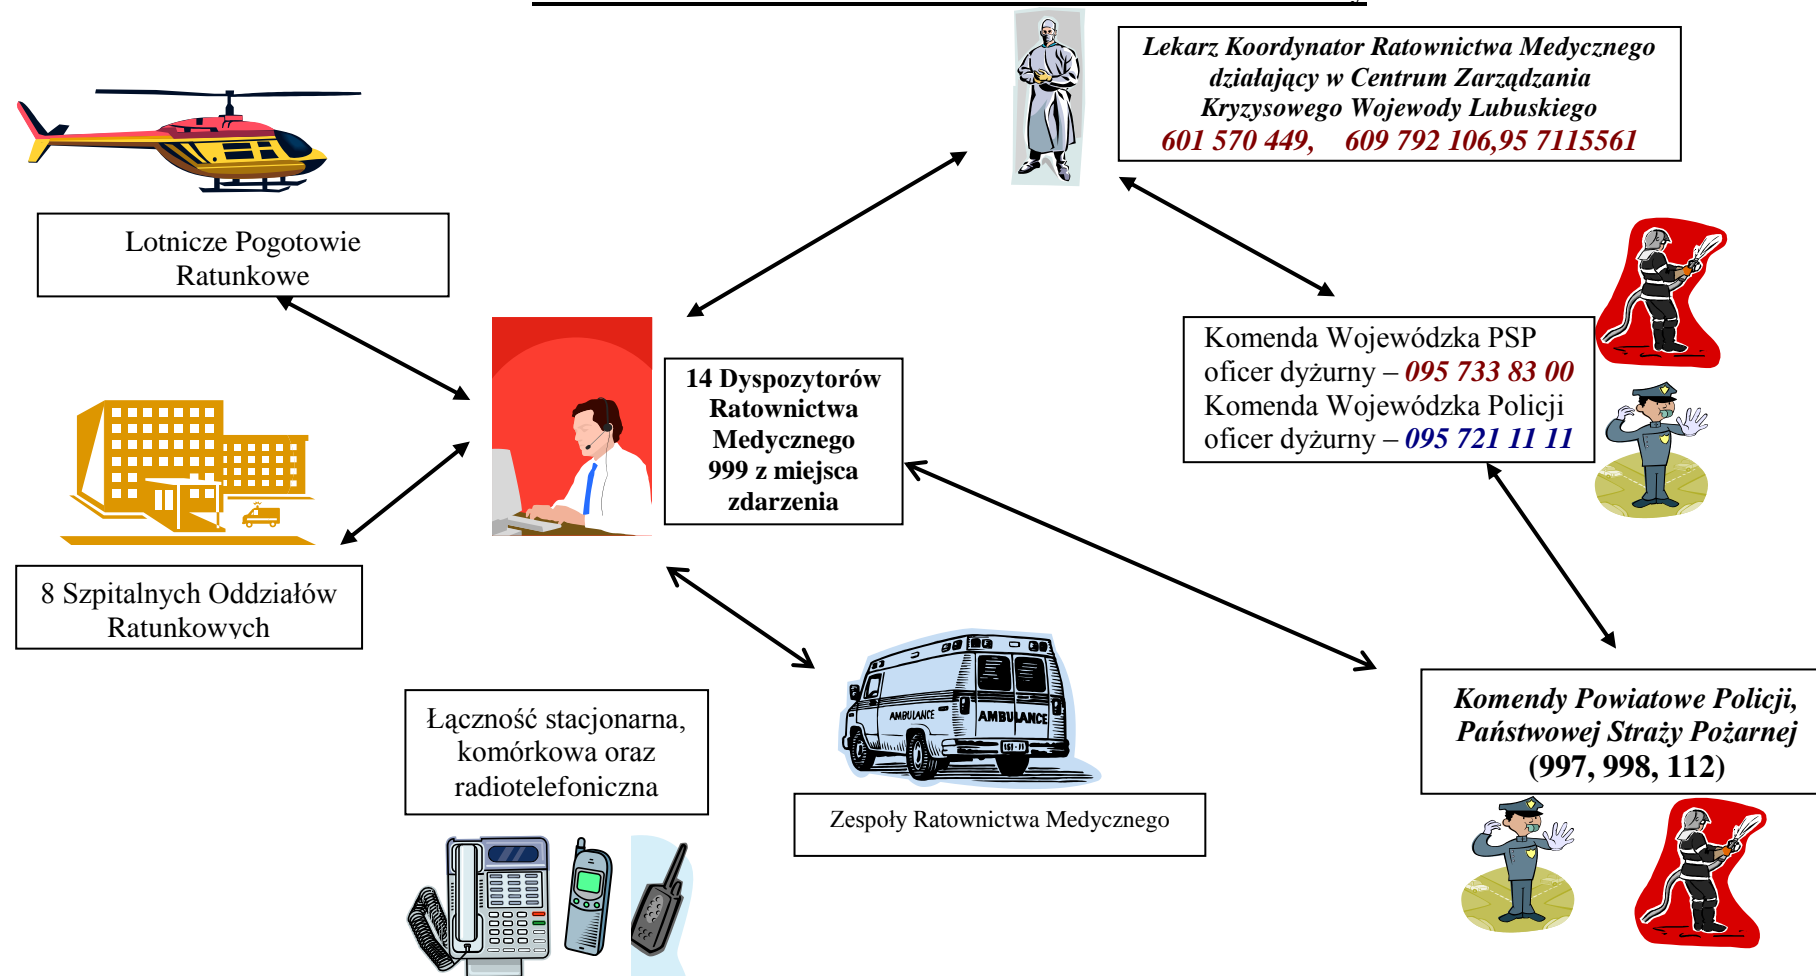 Lekarz Koordynator Ratownictwa Medycznego
działający w Centrum Zarządzania
Kryzysowego Wojewody Lubuskiego
601 570 449, 609 792 106,95 7115561
Lotnicze Pogotowie
Ratunkowe
Komenda Wojewódzka PSP
oficer dyżurny – 095 733 83 00
Komenda Wojewódzka Policji
oficer dyżurny – 095 721 11 11
14 Dyspozytorów
Ratownictwa
Medycznego
999 z miejsca
zdarzenia
8 Szpitalnych Oddziałów
Ratunkowych
Łączność stacjonarna,
komórkowa oraz
radiotelefoniczna
AMBULANCE
AMBULANCE
Zespoły Ratownictwa Medycznego
Komendy Powiatowe Policji,
Państwowej Straży Pożarnej
(997, 998, 112)